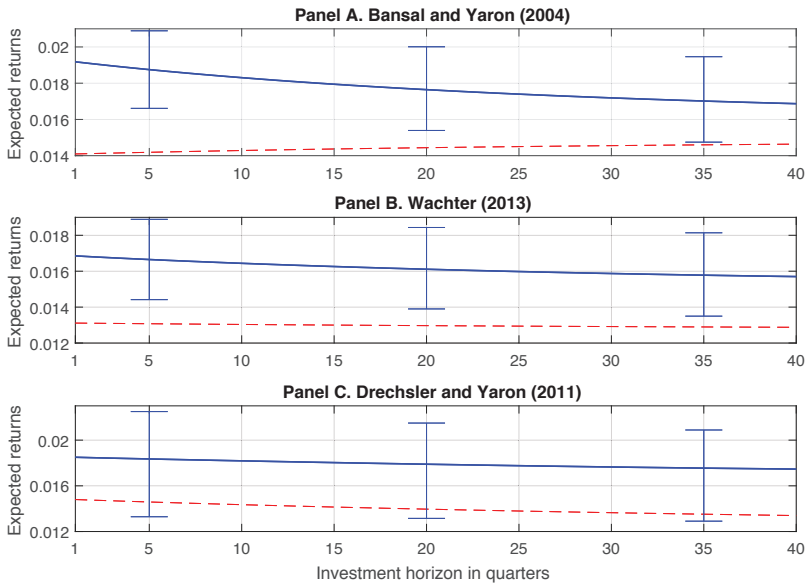 Panel A. Bansal and Yaron (2004)
Expected returns
0.02
0.018
0.016
0.014
1 5 10 15 20 25 30 35 40
Panel B. Wachter (2013)
Expected returns
0.018
0.016
0.014
0.012
1 5 10 15 20 25 30 35 40
Panel C. Drechsler and Yaron (2011)
Expected returns
0.02
0.016
0.012
1 5 10 15 20 25 30 35 40
Investment horizon in quarters